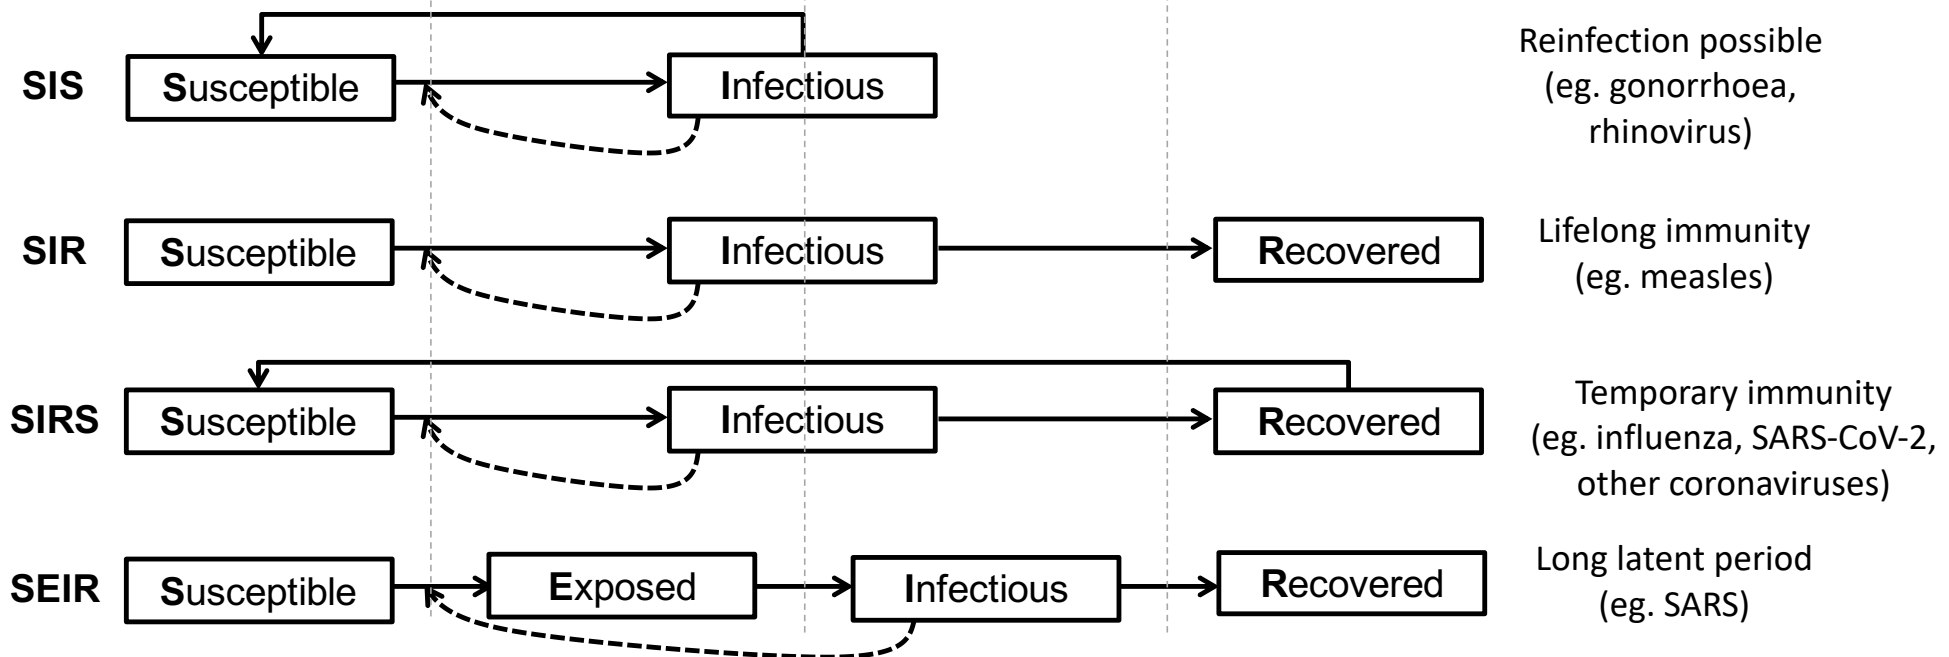 SIS
Susceptible
Infectious
Reinfection possible
(eg. gonorrhoea,
rhinovirus)
SIR
Susceptible
Infectious
Recovered
Lifelong immunity
(eg. measles)
SIRS
Susceptible
Infectious
Recovered
Temporary immunity
(eg. influenza, SARS-CoV-2,
other coronaviruses)
SEIR
Susceptible
Exposed
Infectious
Recovered
Long latent period
(eg. SARS)